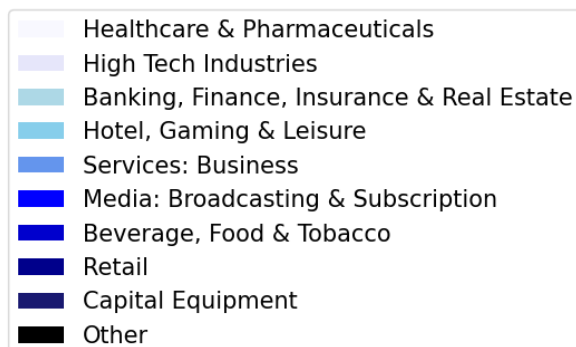 Healthcare & Pharmaceuticals
High Tech Industries
Banking, Finance, Insurance & Real Estate
Hotel, Gaming & Leisure
Services: Business
Media: Broadcasting & Subscription
Beverage, Food & Tobacco
Retail
Capital Equipment
Other